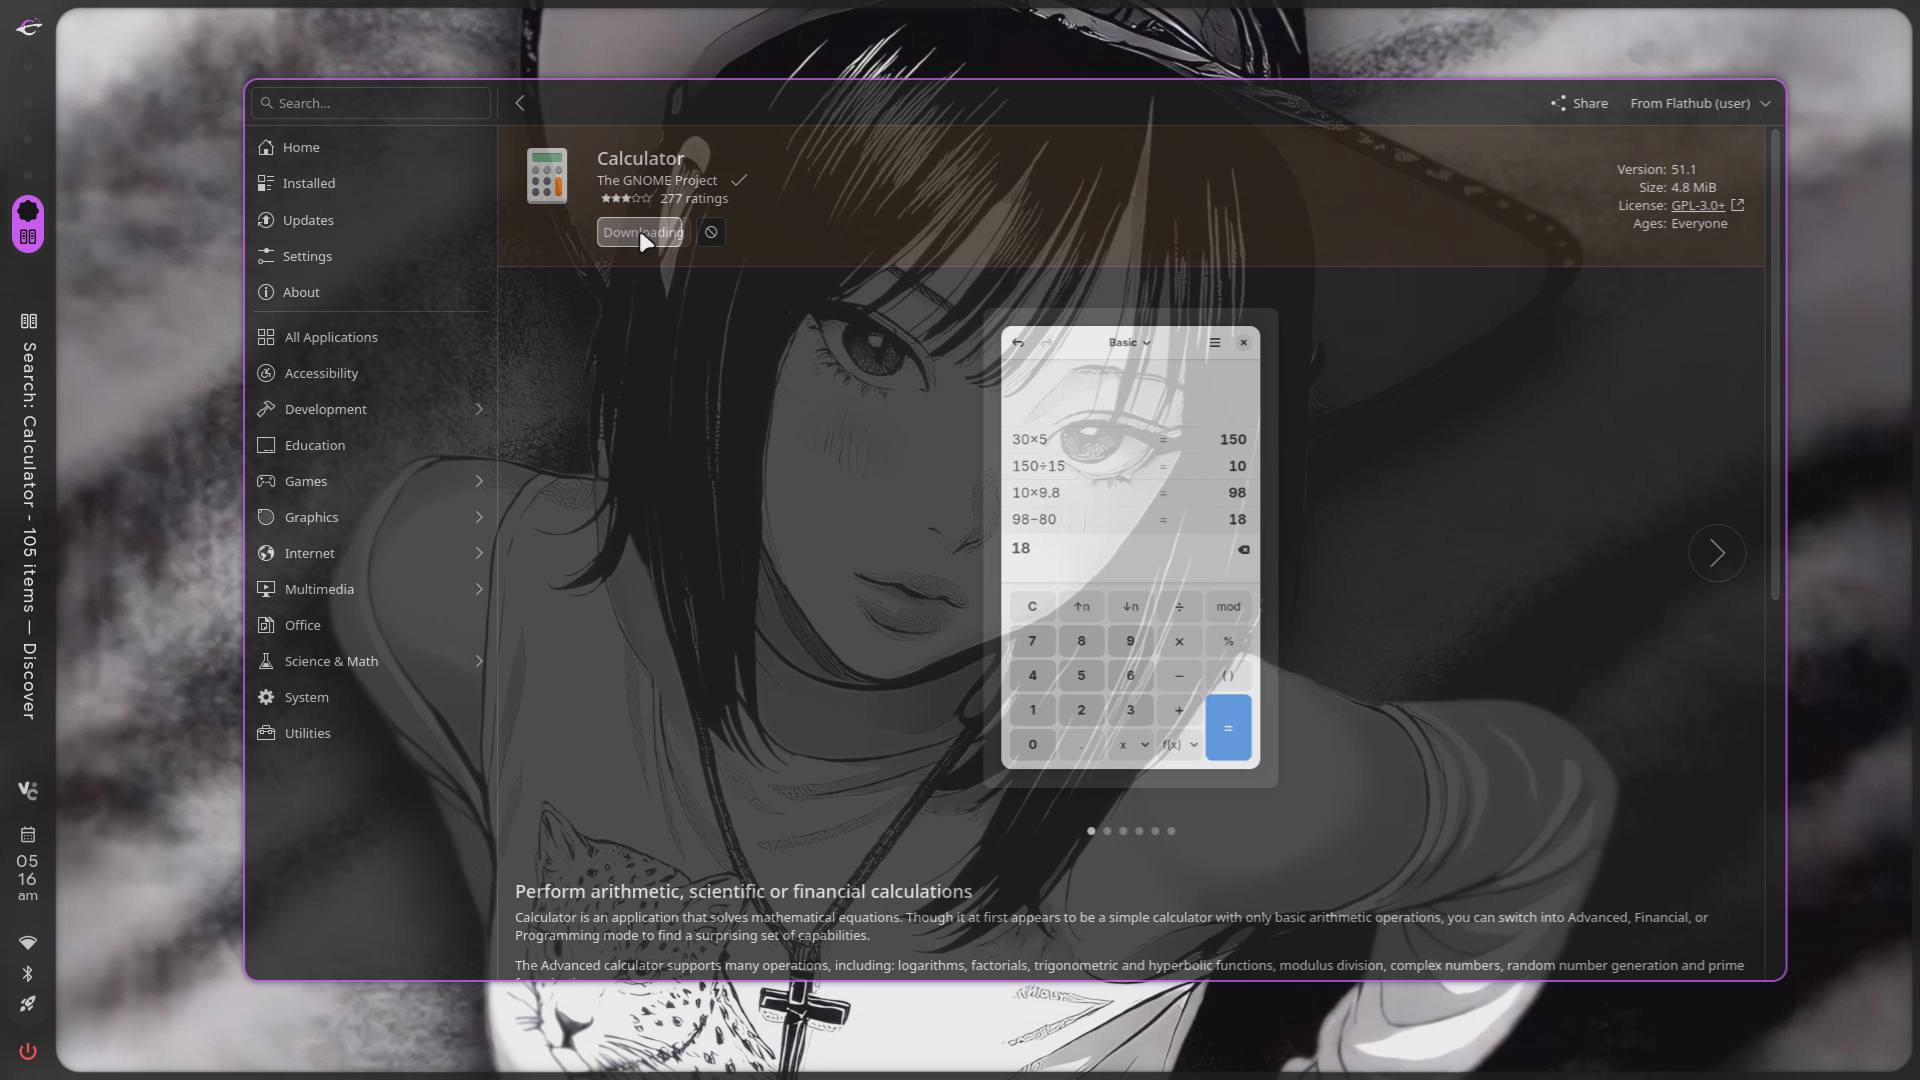 Search...
Share
From Flathub (user)
Home
Installed
Updates
Settings
About
All Applications
Accessibility
Development
Education
Games
Graphics
Internet
Multimedia
Office
Science & Math
System
Utilities
Calculator
The GNOME Project
277 ratings
Downloading
Version: 51.1
Size: 4.8 MiB
License: GPL-3.0+
Ages: Everyone
Basic
30×5 = 150
150÷15 = 10
10×9.8 = 98
98−80 = 18
18
C ↑n ↓n ÷ mod
7 8 9 × %
4 5 6 − ()
1 2 3 +
=
0 . x f(x)
Perform arithmetic, scientific or financial calculations
Calculator is an application that solves mathematical equations. Though it at first appears to be a simple calculator with only basic arithmetic operations, you can switch into Advanced, Financial, or
Programming mode to find a surprising set of capabilities.
The Advanced calculator supports many operations, including: logarithms, factorials, trigonometric and hyperbolic functions, modulus division, complex numbers, random number generation and prime
Search: Calculator - 105 items — Discover
05
16
am